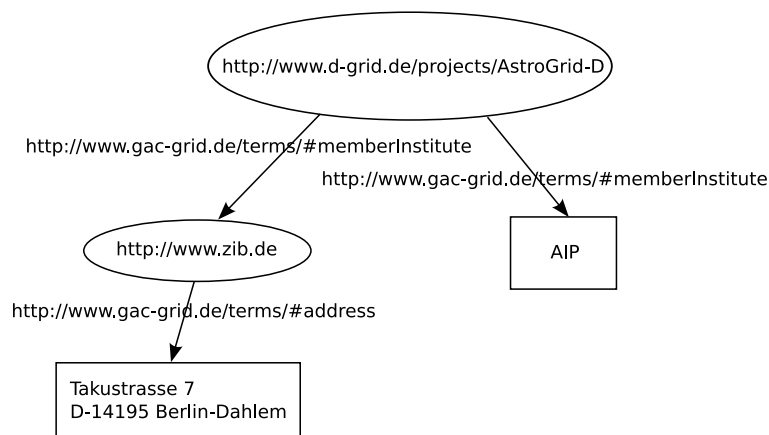 http://www.d-grid.de/projects/AstroGrid-D
http://www.gac-grid.de/terms/#memberInstitute
http://www.gac-grid.de/terms/#memberInstitute
http://www.zib.de
AIP
http://www.gac-grid.de/terms/#address
Takustrasse 7
D-14195 Berlin-Dahlem